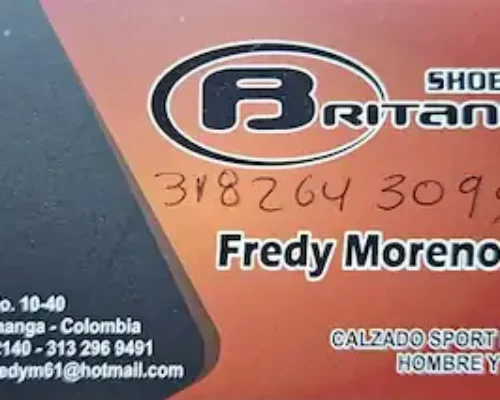 SHOE
BRITAN
318264 309
Fredy Moreno
o. 10-40
nanga - Colombia
2140 - 313 296 9491
edym61@hotmail.com
CALZADO SPORT
HOMBRE Y